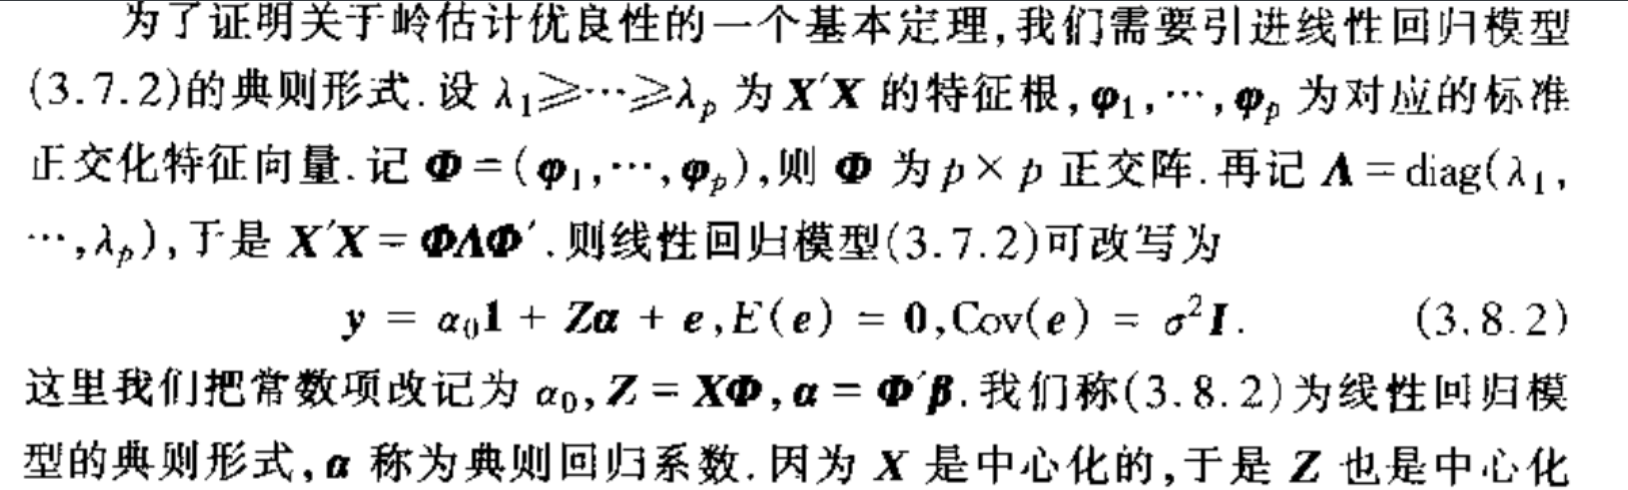 为了证明关于岭估计优良性的一个基本定理,我们需要引进线性回归模型
(3.7.2)的典则形式.设 λ₁≥⋯≥λₚ 为 X′X 的特征根,φ₁,⋯,φₚ 为对应的标准
正交化特征向量.记 Φ=(φ₁,⋯,φₚ),则 Φ 为 p×p 正交阵.再记 Λ=diag(λ₁,
⋯,λₚ),于是 X′X=ΦΛΦ′.则线性回归模型(3.7.2)可改写为
y = α₀1 + Zα + e,E(e) = 0,Cov(e) = σ²I. (3.8.2)
这里我们把常数项改记为 α₀,Z=XΦ,α=Φ′β.我们称(3.8.2)为线性回归模
型的典则形式,α 称为典则回归系数.因为 X 是中心化的,于是 Z 也是中心化